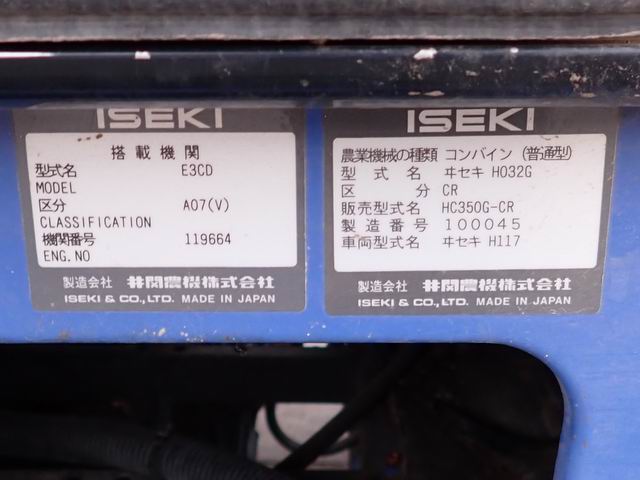 ISEKI
搭載機関
型式名 E3CD
MODEL
区分 A07(V)
CLASSIFICATION
機関番号 119664
ENG.NO
製造会社 井関農機株式会社
ISEKI & CO., LTD. MADE IN JAPAN
ISEKI
農業機械の種類 コンバイン (普通型)
型式名 ヰセキ HO32G
区分 CR
販売型式名 HC350G-CR
製造番号 100045
車両型式名 ヰセキ H117
製造会社 井関農機株式会社
ISEKI & CO., LTD. MADE IN JAPAN